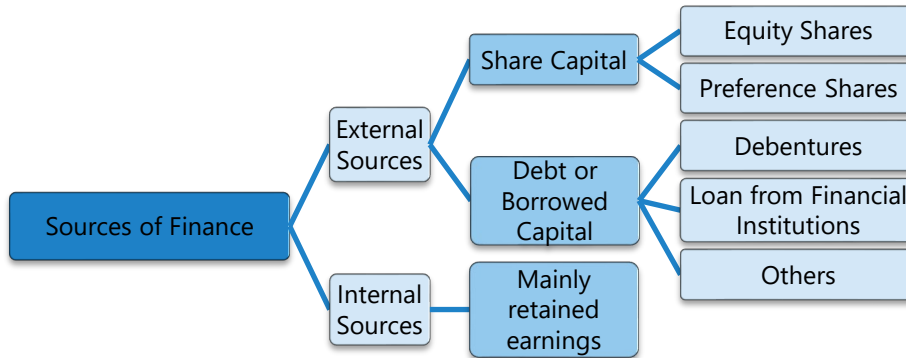 Sources of Finance
External
Sources
Internal
Sources
Share Capital
Debt or
Borrowed
Capital
Mainly
retained
earnings
Equity Shares
Preference Shares
Debentures
Loan from Financial
Institutions
Others